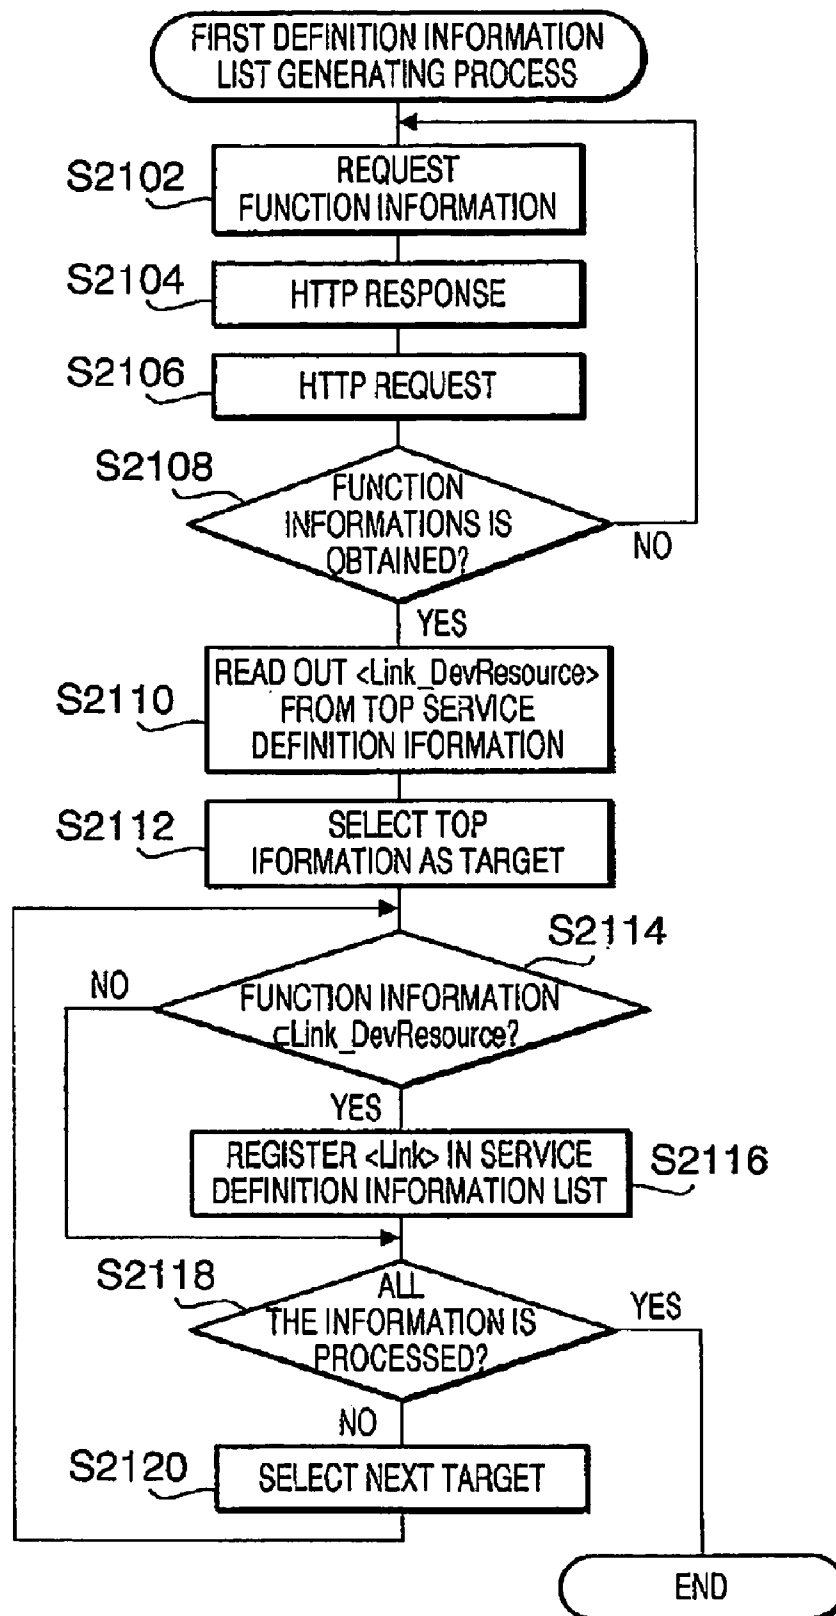 FIRST DEFINITION INFORMATION
LIST GENERATING PROCESS
S2102
REQUEST
FUNCTION INFORMATION
S2104
HTTP RESPONSE
S2106
HTTP REQUEST
S2108
FUNCTION
INFORMATIONS IS
OBTAINED?
NO
YES
S2110
READ OUT <Link_DevResource>
FROM TOP SERVICE
DEFINITION IFORMATION
S2112
SELECT TOP
IFORMATION AS TARGET
S2114
NO
FUNCTION INFORMATION
⊂Link_DevResource?
YES
REGISTER <Link> IN SERVICE
DEFINITION INFORMATION LIST
S2116
S2118
ALL
THE INFORMATION IS
PROCESSED?
YES
NO
S2120
SELECT NEXT TARGET
END